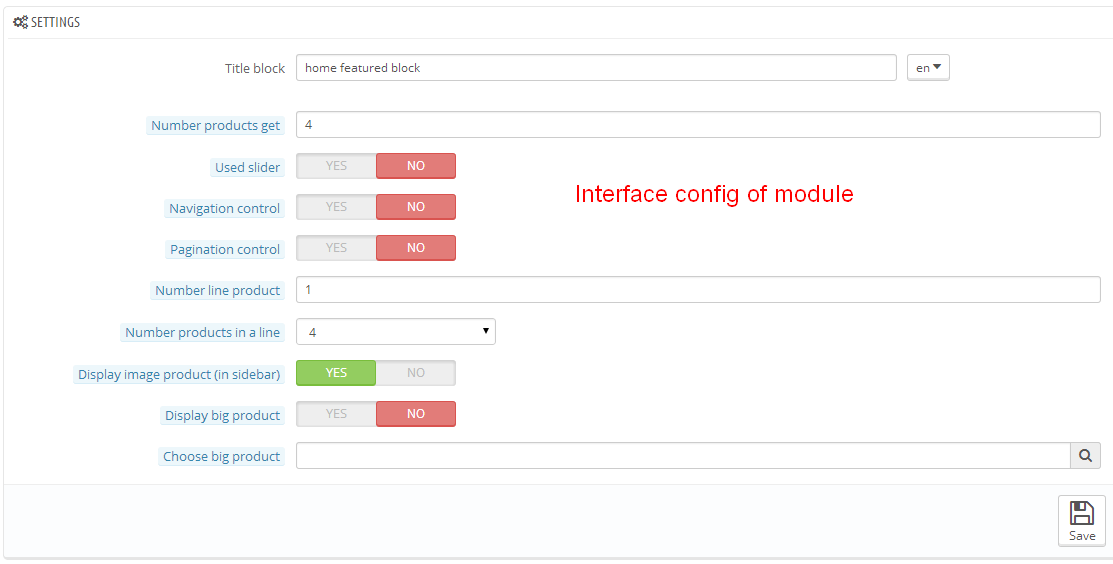 SETTINGS
Title block home featured block en
Number products get 4
Used slider YES NO
Interface config of module
Navigation control YES NO
Pagination control YES NO
Number line product 1
Number products in a line 4
Display image product (in sidebar) YES NO
Display big product YES NO
Choose big product
Save